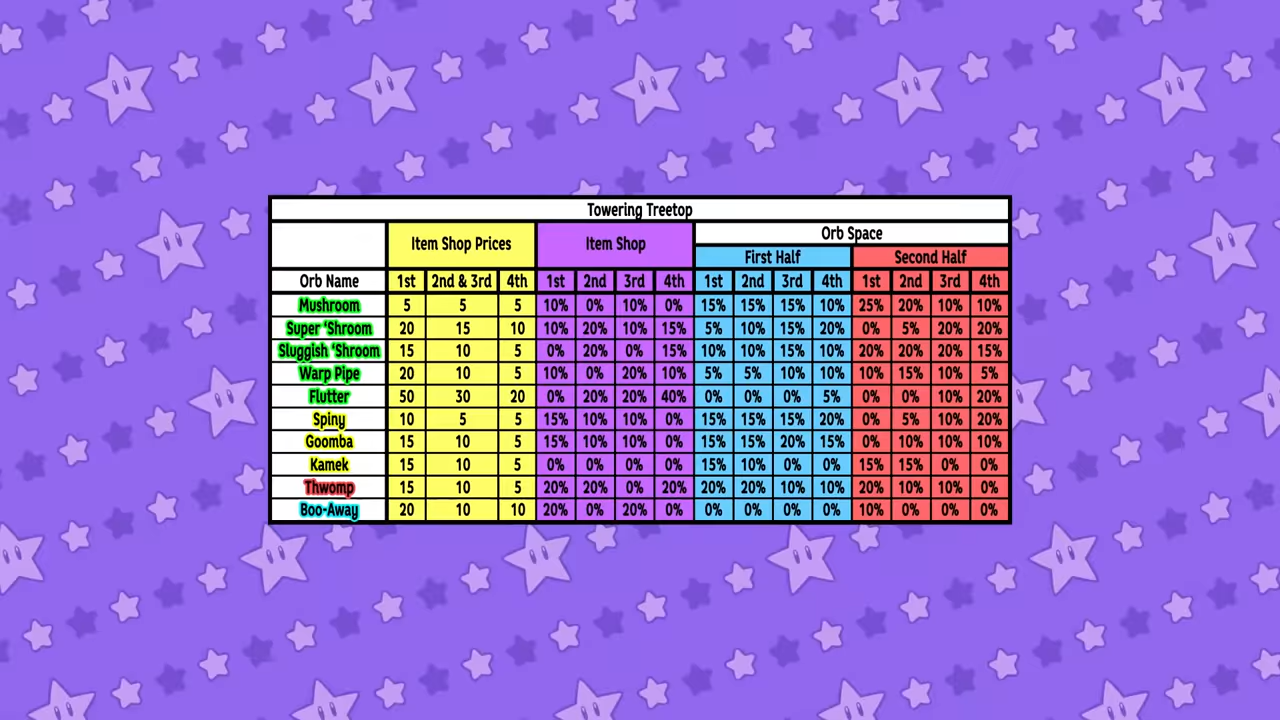 Towering Treetop
Item Shop Prices Item Shop Orb Space
First Half Second Half
Orb Name 1st 2nd & 3rd 4th 1st 2nd 3rd 4th 1st 2nd 3rd 4th 1st 2nd 3rd 4th
Mushroom 5 5 5 10% 0% 10% 0% 15% 15% 15% 10% 25% 20% 10% 10%
Super ‘Shroom 20 15 10 10% 20% 10% 15% 5% 10% 15% 20% 0% 5% 20% 20%
Sluggish ‘Shroom 15 10 5 0% 20% 0% 15% 10% 10% 15% 10% 20% 20% 20% 15%
Warp Pipe 20 10 5 10% 0% 20% 10% 5% 5% 10% 10% 10% 15% 10% 5%
Flutter 50 30 20 0% 20% 20% 40% 0% 0% 0% 5% 0% 0% 10% 20%
Spiny 10 5 5 15% 10% 10% 0% 15% 15% 15% 20% 0% 5% 10% 20%
Goomba 15 10 5 15% 10% 10% 0% 15% 15% 20% 15% 0% 10% 10% 10%
Kamek 15 10 5 0% 0% 0% 0% 15% 10% 0% 0% 15% 15% 0% 0%
Thwomp 15 10 5 20% 20% 0% 20% 20% 20% 10% 10% 20% 10% 10% 0%
Boo-Away 20 10 10 20% 0% 20% 0% 0% 0% 0% 0% 10% 0% 0% 0%